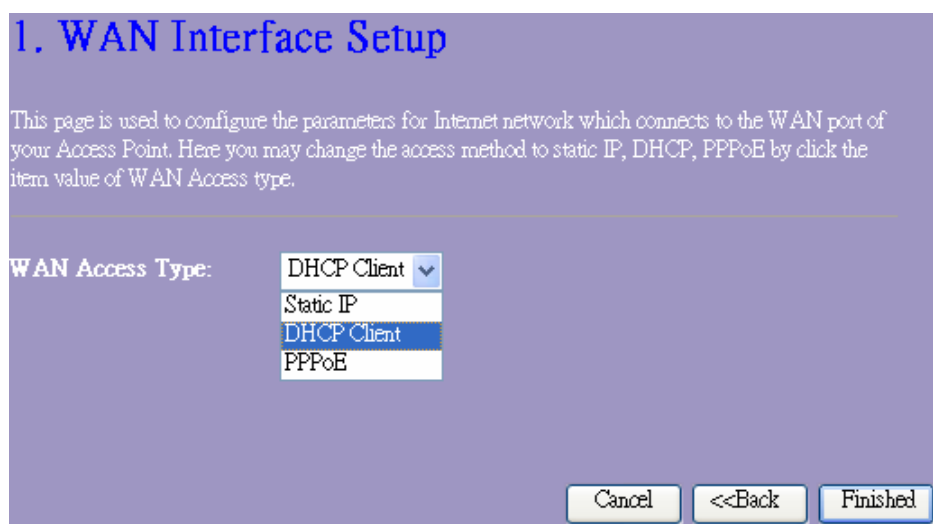 1. WAN Interface Setup
This page is used to configure the parameters for Internet network which connects to the WAN port of
your Access Point. Here you may change the access method to static IP, DHCP, PPPoE by click the
item value of WAN Access type.
WAN Access Type:
DHCP Client
Static IP
DHCP Client
PPPoE
Cancel
<<Back
Finished